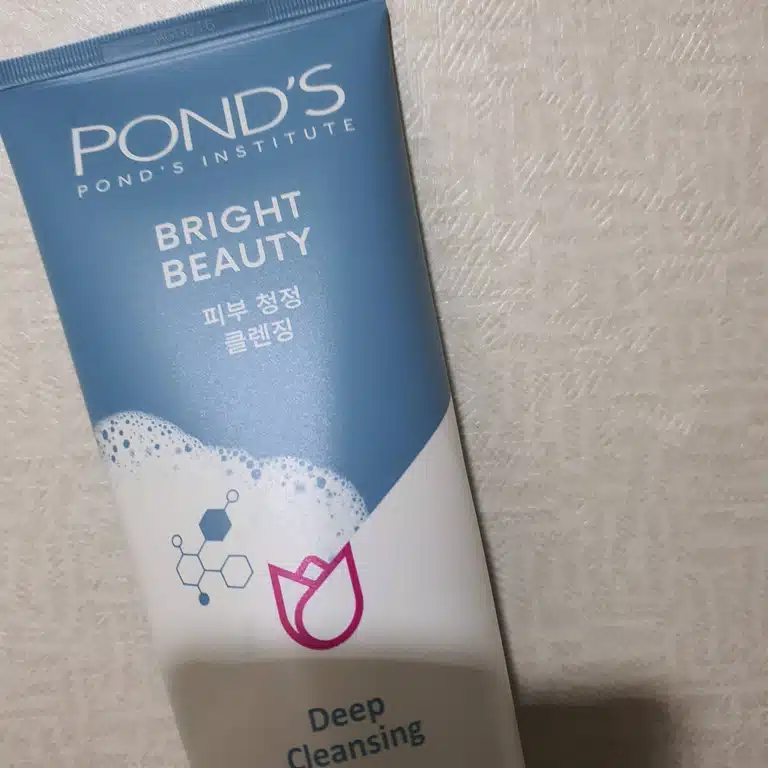 POND'S
POND'S INSTITUTE
BRIGHT
BEAUTY
피부 청정
클렌징
Deep
Cleansing